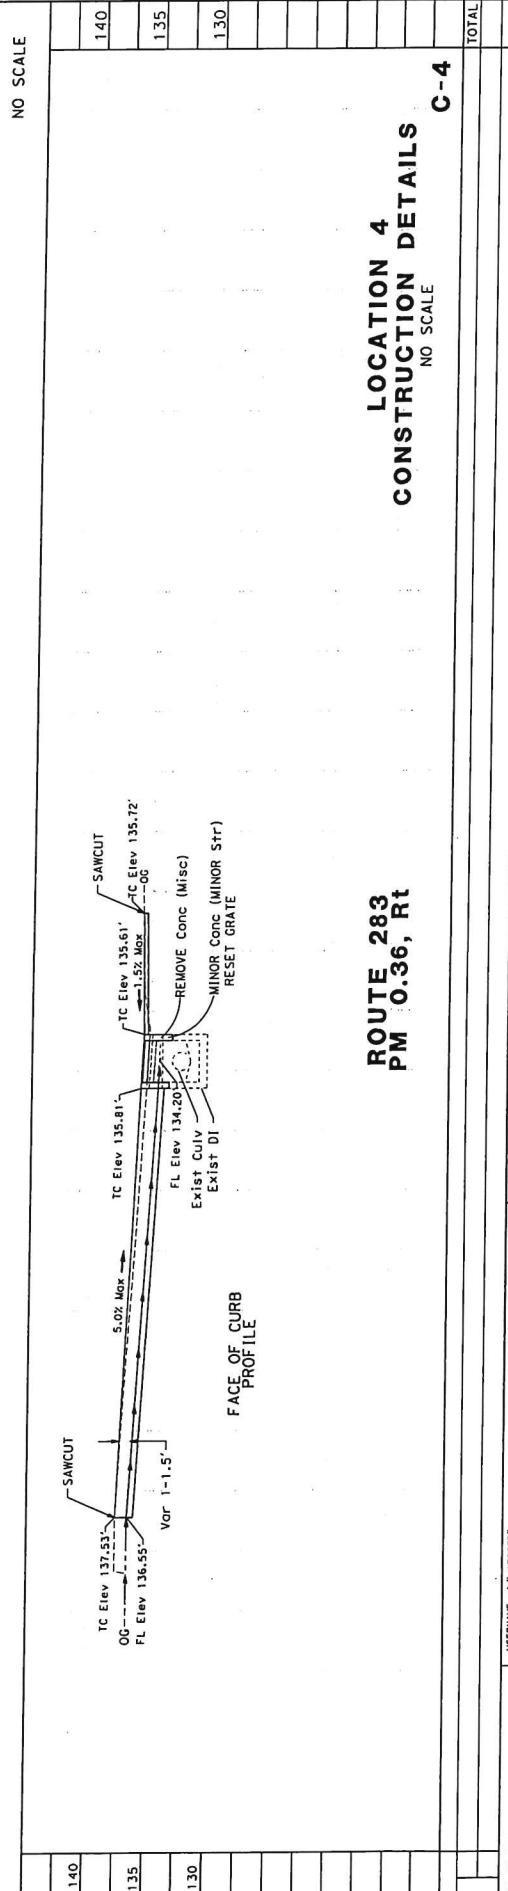 NO SCALE
140
135
130
140
135
130
SAWCUT
TC Elev 137.53'
OG
FL Elev 136.55'
Var 1-1.5'
5.0% Max
TC Elev 135.81'
FL Elev 134.20'
Exist Culv
Exist DI
TC Elev 135.61'
1.5% Max
SAWCUT
TC Elev 135.72'
OG
REMOVE Conc (Misc)
MINOR Conc (MINOR Str)
RESET GRATE
FACE OF CURB
PROFILE
ROUTE 283
PM 0.36, Rt
LOCATION 4
CONSTRUCTION DETAILS
NO SCALE
C-4
TOTAL